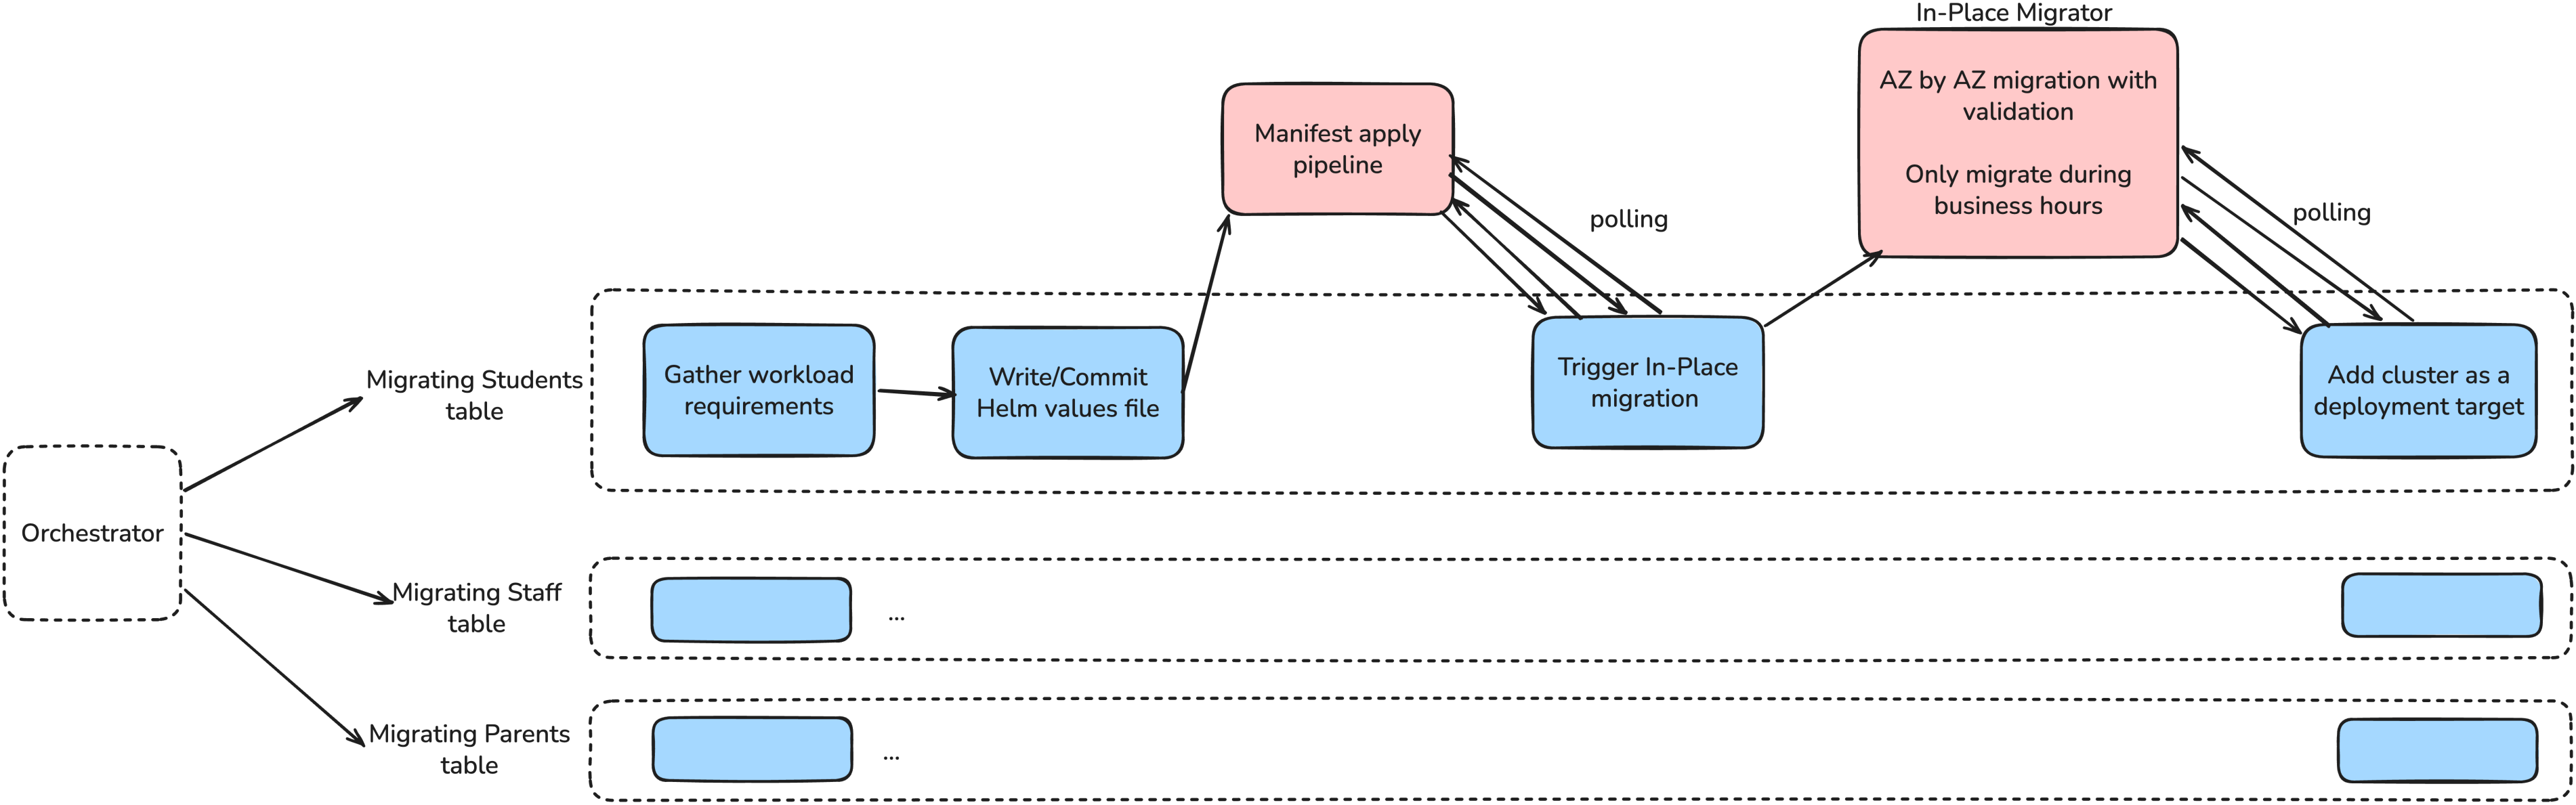 In-Place Migrator
AZ by AZ migration with
validation
Only migrate during
business hours
Manifest apply
pipeline
polling
polling
Migrating Students
table
Gather workload
requirements
Write/Commit
Helm values file
Trigger In-Place
migration
Add cluster as a
deployment target
Orchestrator
Migrating Staff
table
...
Migrating Parents
table
...